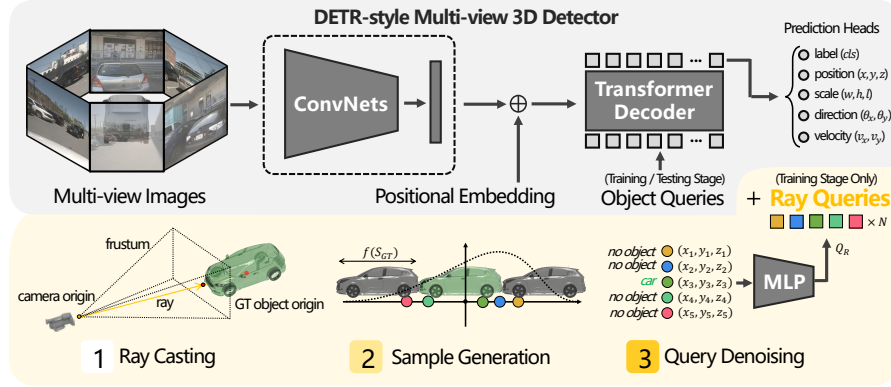 DETR-style Multi-view 3D Detector
Multi-view Images
ConvNets
Positional Embedding
Transformer
Decoder
(Training / Testing Stage)
Object Queries
Prediction Heads
label (cls)
position (x, y, z)
scale (w, h, l)
direction (θx, θy)
velocity (vx, vy)
(Training Stage Only)
+ Ray Queries
× N
QR
frustum
camera origin
ray
GT object origin
1 Ray Casting
f(SGT)
2 Sample Generation
no object (x1, y1, z1)
no object (x2, y2, z2)
car (x3, y3, z3)
no object (x4, y4, z4)
no object (x5, y5, z5)
MLP
3 Query Denoising